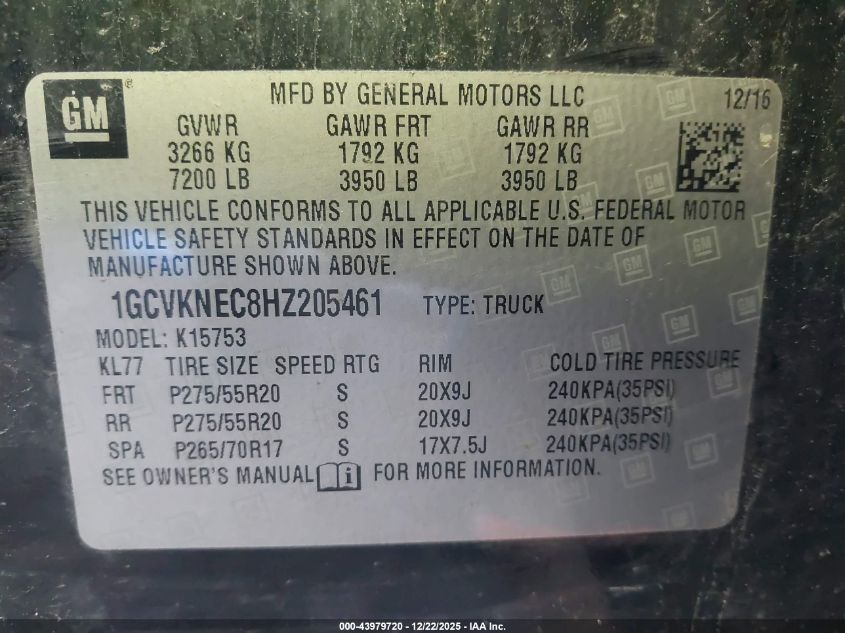 GM
MFD BY GENERAL MOTORS LLC 12/16
GVWR GAWR FRT GAWR RR
3266 KG 1792 KG 1792 KG
7200 LB 3950 LB 3950 LB
THIS VEHICLE CONFORMS TO ALL APPLICABLE U.S. FEDERAL MOTOR
VEHICLE SAFETY STANDARDS IN EFFECT ON THE DATE OF
MANUFACTURE SHOWN ABOVE.
1GCVKNEC8HZ205461 TYPE: TRUCK
MODEL: K15753
KL77 TIRE SIZE SPEED RTG RIM COLD TIRE PRESSURE
FRT P275/55R20 S 20X9J 240KPA(35PSI)
RR P275/55R20 S 20X9J 240KPA(35PSI)
SPA P265/70R17 S 17X7.5J 240KPA(35PSI)
SEE OWNER'S MANUAL FOR MORE INFORMATION.
000-43979720 - 12/22/2025 - IAA Inc.